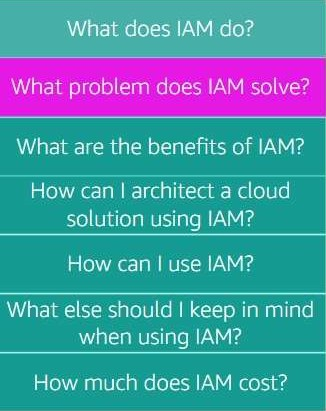 What does IAM do?
What problem does IAM solve?
What are the benefits of IAM?
How can I architect a cloud
solution using IAM?
How can I use IAM?
What else should I keep in mind
when using IAM?
How much does IAM cost?